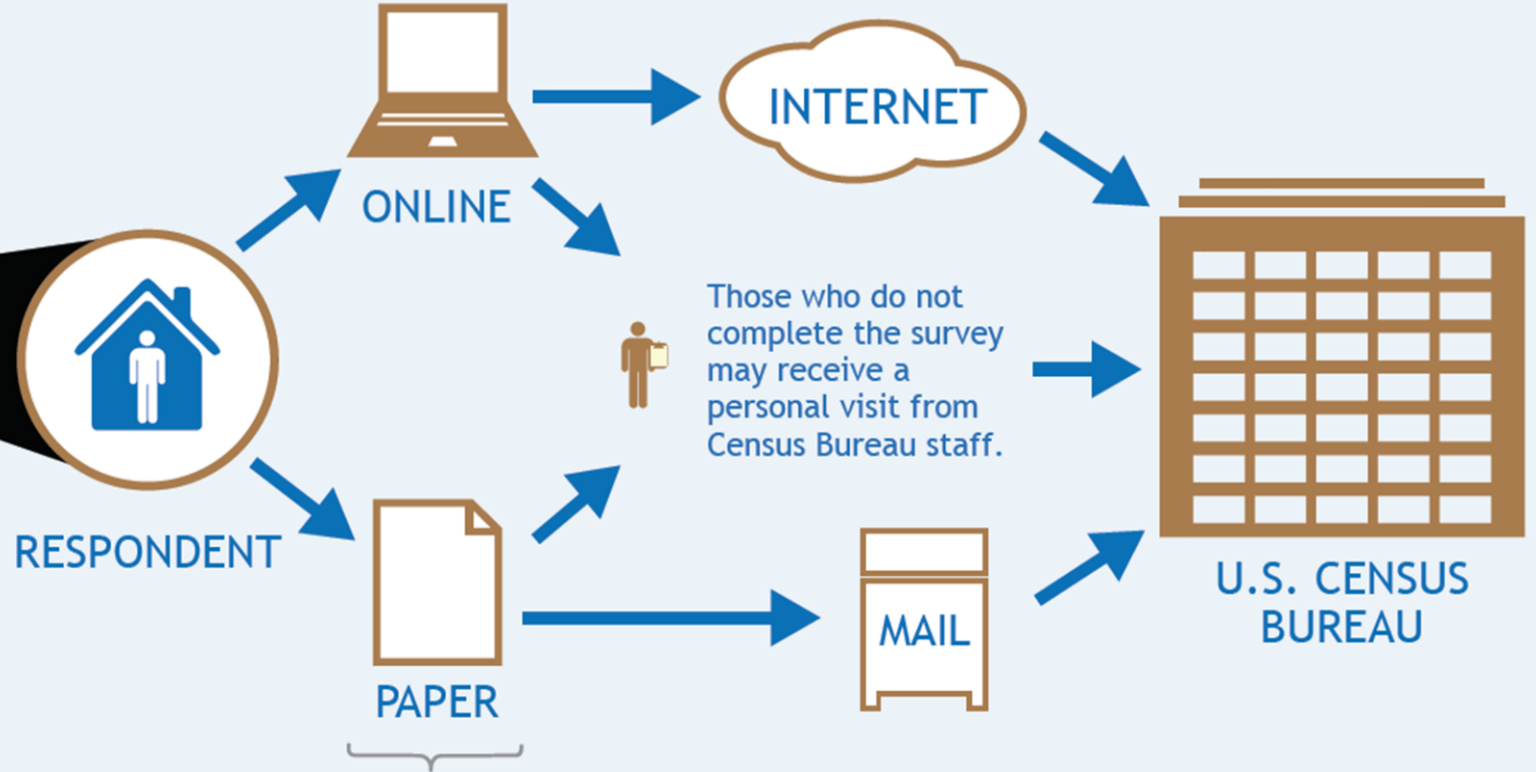 INTERNET
ONLINE
Those who do not
complete the survey
may receive a
personal visit from
Census Bureau staff.
RESPONDENT
MAIL
U.S. CENSUS
BUREAU
PAPER